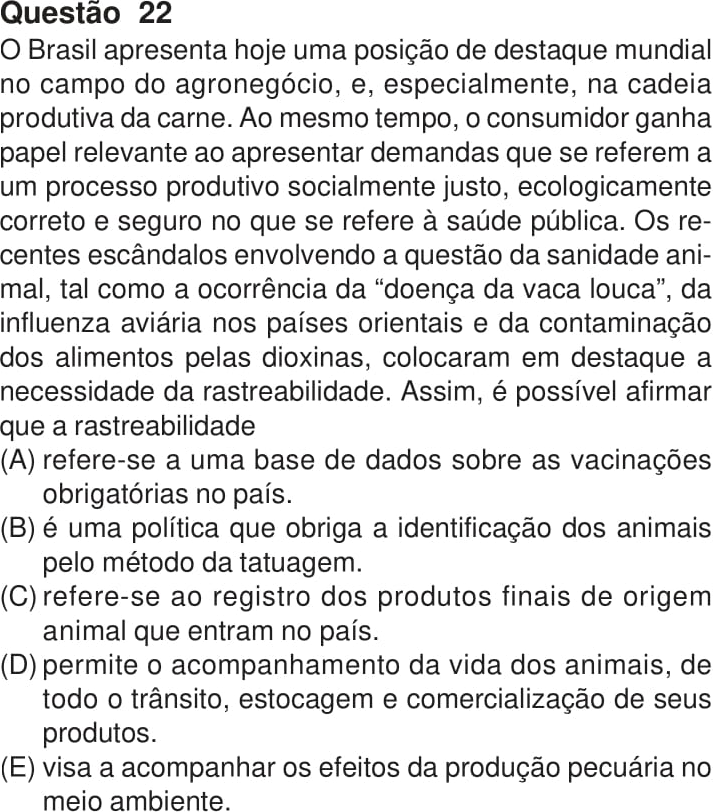 Questão 22
O Brasil apresenta hoje uma posição de destaque mundial
no campo do agronegócio, e, especialmente, na cadeia
produtiva da carne. Ao mesmo tempo, o consumidor ganha
papel relevante ao apresentar demandas que se referem a
um processo produtivo socialmente justo, ecologicamente
correto e seguro no que se refere à saúde pública. Os re-
centes escândalos envolvendo a questão da sanidade ani-
mal, tal como a ocorrência da “doença da vaca louca”, da
influenza aviária nos países orientais e da contaminação
dos alimentos pelas dioxinas, colocaram em destaque a
necessidade da rastreabilidade. Assim, é possível afirmar
que a rastreabilidade
(A) refere-se a uma base de dados sobre as vacinações
obrigatórias no país.
(B) é uma política que obriga a identificação dos animais
pelo método da tatuagem.
(C) refere-se ao registro dos produtos finais de origem
animal que entram no país.
(D) permite o acompanhamento da vida dos animais, de
todo o trânsito, estocagem e comercialização de seus
produtos.
(E) visa a acompanhar os efeitos da produção pecuária no
meio ambiente.